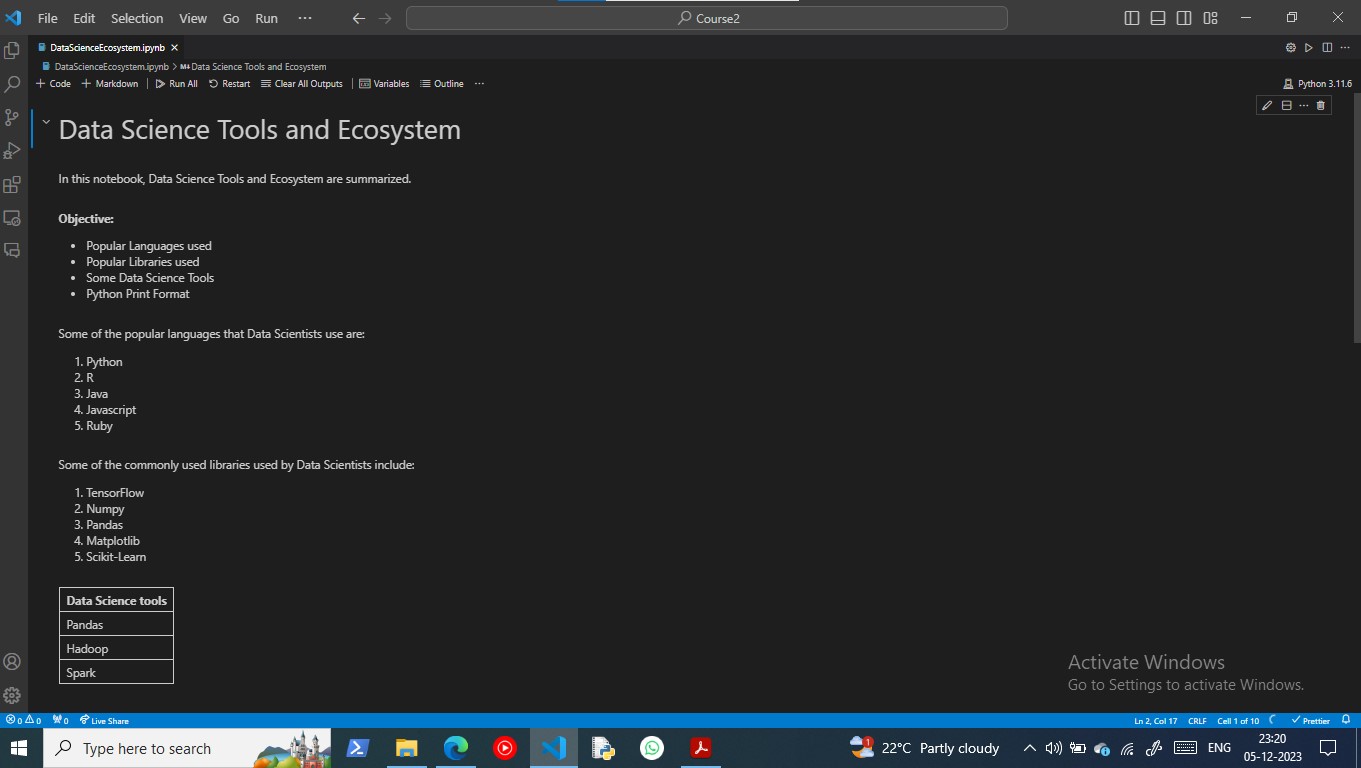 File Edit Selection View Go Run ··· Course2
DataScienceEcosystem.ipynb
DataScienceEcosystem.ipynb > M↓ Data Science Tools and Ecosystem
+ Code + Markdown | Run All Restart Clear All Outputs | Variables Outline ··· Python 3.11.6
Data Science Tools and Ecosystem
In this notebook, Data Science Tools and Ecosystem are summarized.
Objective:
• Popular Languages used
• Popular Libraries used
• Some Data Science Tools
• Python Print Format
Some of the popular languages that Data Scientists use are:
1. Python
2. R
3. Java
4. Javascript
5. Ruby
Some of the commonly used libraries used by Data Scientists include:
1. TensorFlow
2. Numpy
3. Pandas
4. Matplotlib
5. Scikit-Learn
Data Science tools
Pandas
Hadoop
Spark
Activate Windows
Go to Settings to activate Windows.
0 0 0 Live Share Ln 2, Col 17 CRLF Cell 1 of 10 Prettier
Type here to search 1 22°C Partly cloudy ENG 23:20
05-12-2023